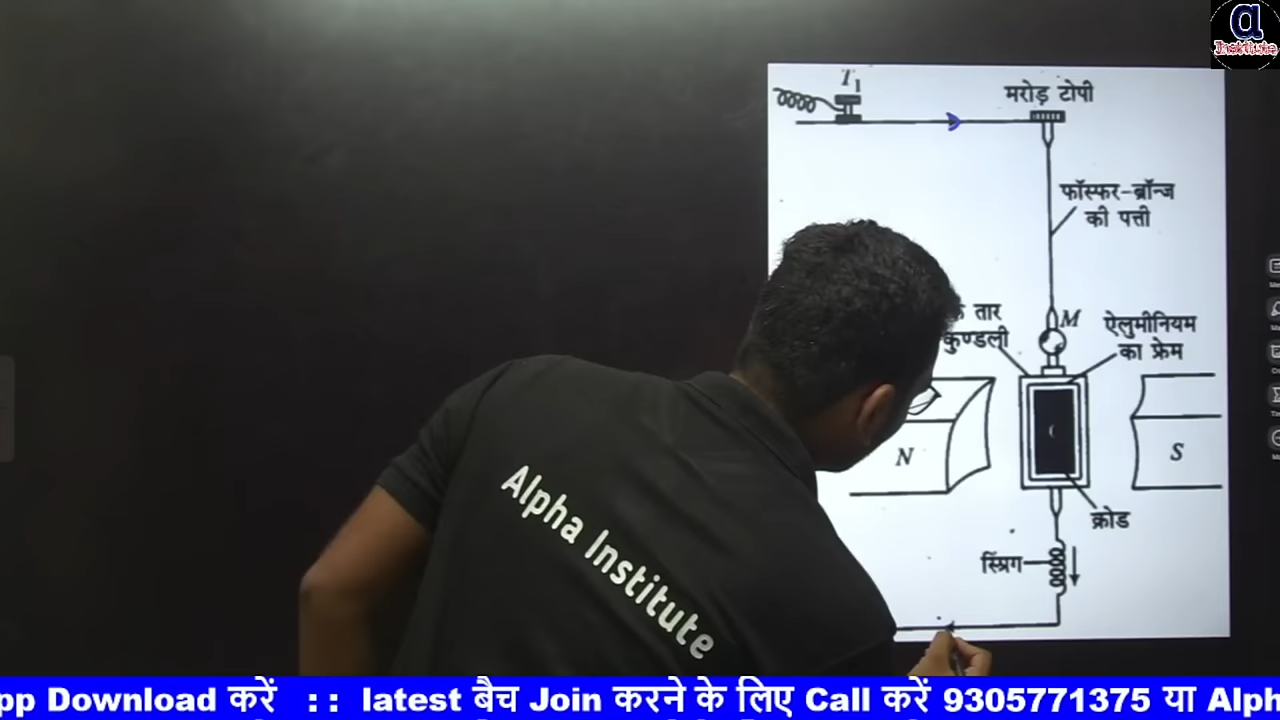 α
Institute
T1
मरोड़ टोपी
फॉस्फर-ब्रॉन्ज
की पत्ती
M
तार
कुण्डली
ऐलुमीनियम
का फ्रेम
N
S
क्रोड
स्प्रिंग
Alpha Institute
pp Download करें :: latest बैच Join करने के लिए Call करें 9305771375 या Alph